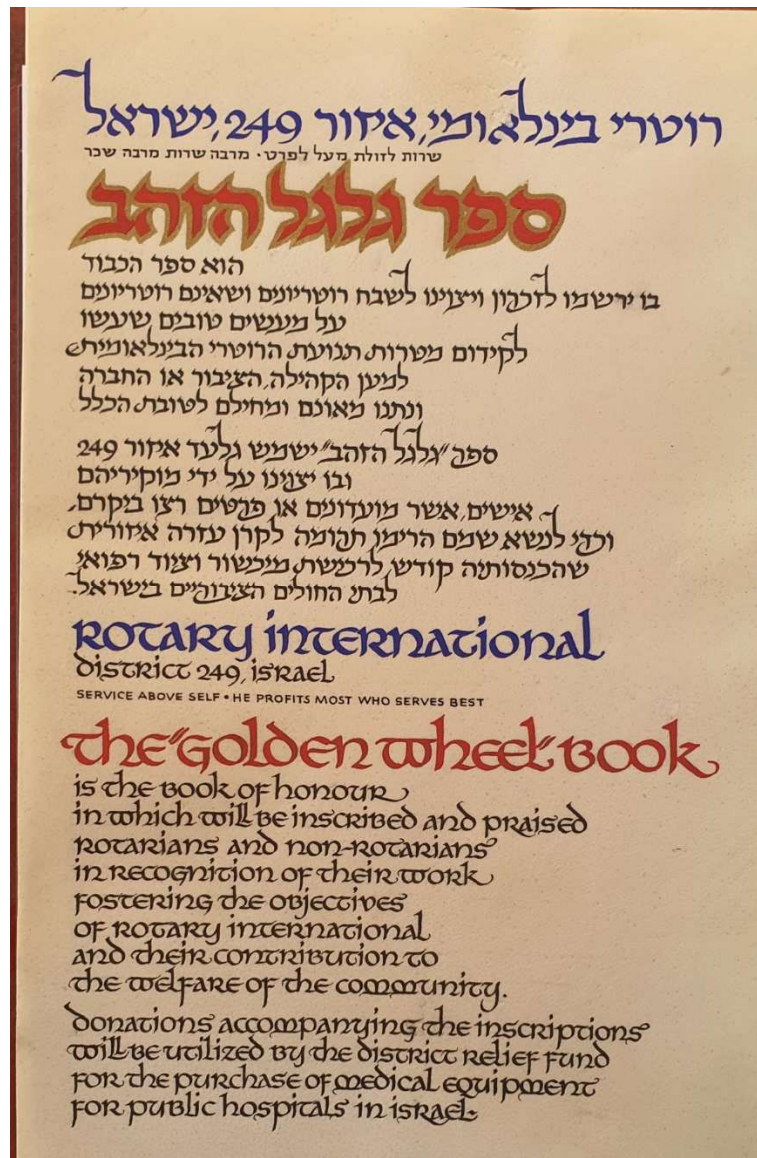 רוטרי בינלאומי, איזור 249, ישראל
שרות לזולת מעל לפרט • מרבה שרות מרבה שכר
ספר גלגל הזהב
הוא ספר הכבוד
בו ירשמו לזכרון ויצוינו לשבח רוטריונים ושאינם רוטריונים
על מעשים טובים שעשו
לקידום מטרות תנועת הרוטרי הבינלאומית
למען הקהילה, הציבור או החברה
ונתנו מאונם ומחילם לטובת הכלל
ספר "גלגל הזהב" ישמש גלעד איזור 249
ובו יצוינו על ידי מוקיריהם
אישים, אשר מועדונים או פרטים רצו ביקרם,
וכדי לנשא שמם הרימו תרומה לקרן עזרה איזורית
שהכנסותיה קודש לרכישת מיכשור וציוד רפואי
לבתי החולים הציבוריים בישראל.
ROTARY INTERNATIONAL
DISTRICT 249, ISRAEL
SERVICE ABOVE SELF • HE PROFITS MOST WHO SERVES BEST
THE "GOLDEN WHEEL" BOOK
is the book of honour
in which will be inscribed and praised
rotarians and non-rotarians
in recognition of their work
fostering the objectives
of rotary international
and their contribution to
the welfare of the community.
donations accompanying the inscriptions
will be utilized by the district relief fund
for the purchase of medical equipment
for public hospitals in israel.